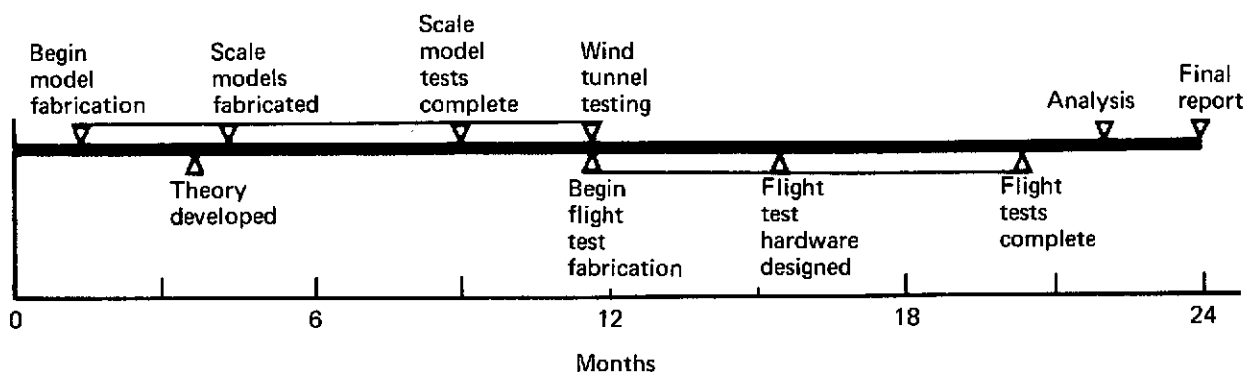 Begin
model
fabrication
Scale
models
fabricated
Scale
model
tests
complete
Wind
tunnel
testing
Analysis
Final
report
Theory
developed
Begin
flight
test
fabrication
Flight
test
hardware
designed
Flight
tests
complete
0
6
12
18
24
Months